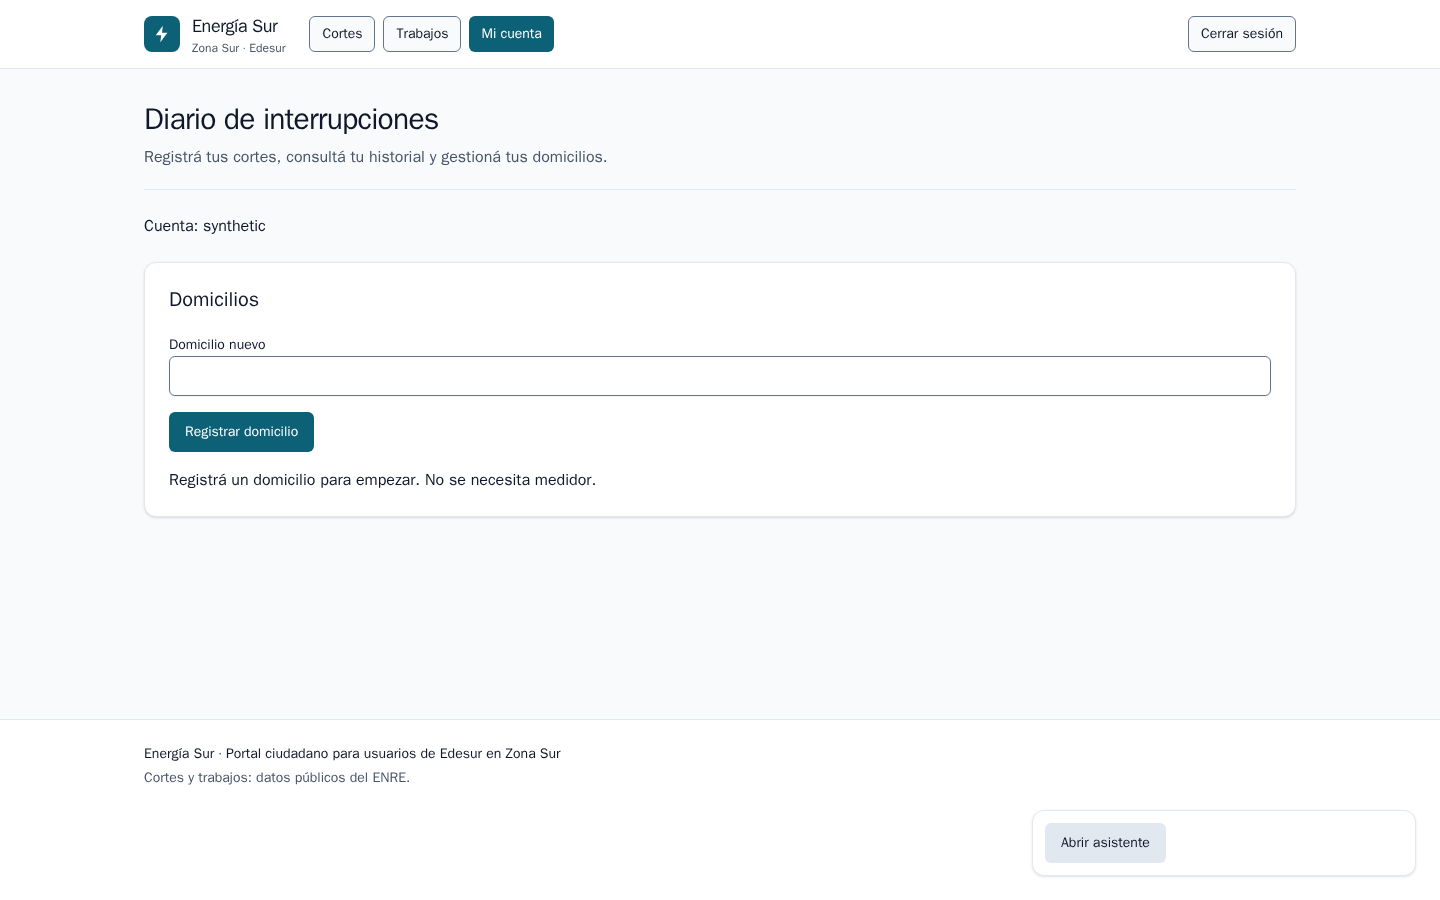 Energía Sur
Zona Sur · Edesur
Cortes
Trabajos
Mi cuenta
Cerrar sesión
Diario de interrupciones
Registrá tus cortes, consultá tu historial y gestioná tus domicilios.
Cuenta: synthetic
Domicilios
Domicilio nuevo
Registrar domicilio
Registrá un domicilio para empezar. No se necesita medidor.
Energía Sur · Portal ciudadano para usuarios de Edesur en Zona Sur
Cortes y trabajos: datos públicos del ENRE.
Abrir asistente